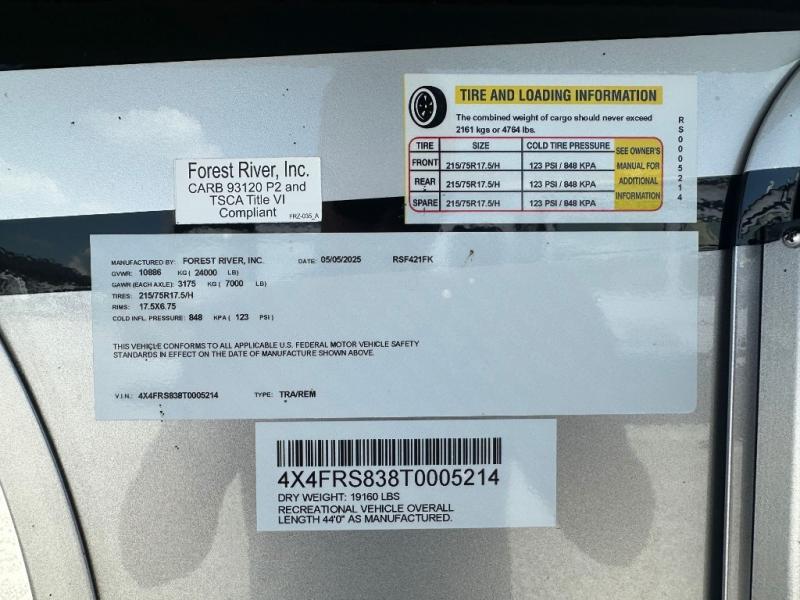 TIRE AND LOADING INFORMATION
The combined weight of cargo should never exceed
2161 kgs or 4764 lbs.
TIRE SIZE COLD TIRE PRESSURE SEE OWNER'S
FRONT 215/75R17.5/H 123 PSI / 848 KPA MANUAL FOR
REAR 215/75R17.5/H 123 PSI / 848 KPA ADDITIONAL
SPARE 215/75R17.5/H 123 PSI / 848 KPA INFORMATION
RS0005214
Forest River, Inc.
CARB 93120 P2 and
TSCA Title VI
Compliant
FRZ-035_A
MANUFACTURED BY: FOREST RIVER, INC. DATE: 05/05/2025 RSF421FK
GVWR: 10886 KG ( 24000 LB)
GAWR (EACH AXLE): 3175 KG ( 7000 LB)
TIRES: 215/75R17.5/H
RIMS: 17.5X6.75
COLD INFL. PRESSURE: 848 KPA ( 123 PSI )
THIS VEHICLE CONFORMS TO ALL APPLICABLE U.S. FEDERAL MOTOR VEHICLE SAFETY
STANDARDS IN EFFECT ON THE DATE OF MANUFACTURE SHOWN ABOVE.
V.I.N.: 4X4FRS838T0005214 TYPE: TRA/REM
4X4FRS838T0005214
DRY WEIGHT: 19160 LBS
RECREATIONAL VEHICLE OVERALL
LENGTH 44'0" AS MANUFACTURED.